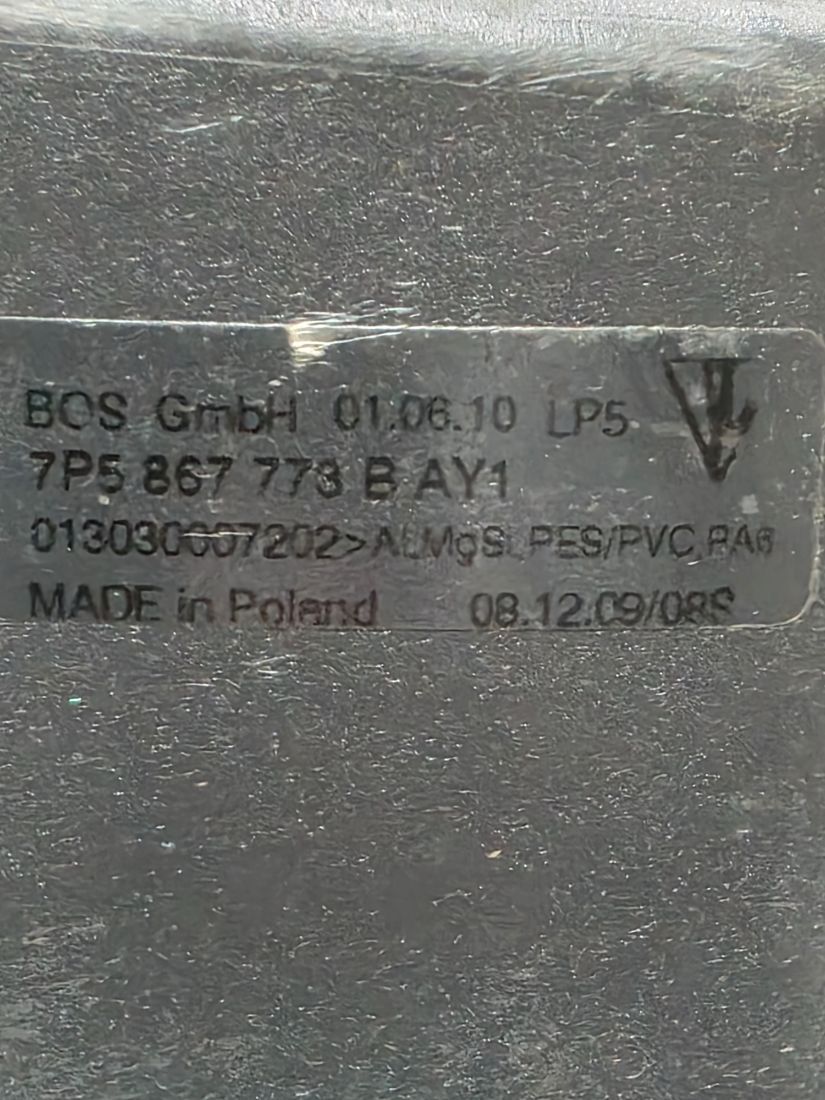 BOS GmbH 01.06.10 LP5
7P5 867 773 B AY1
013030007202>ALMgSi,PES/PVC,PA6
MADE in Poland 08.12.09/08S